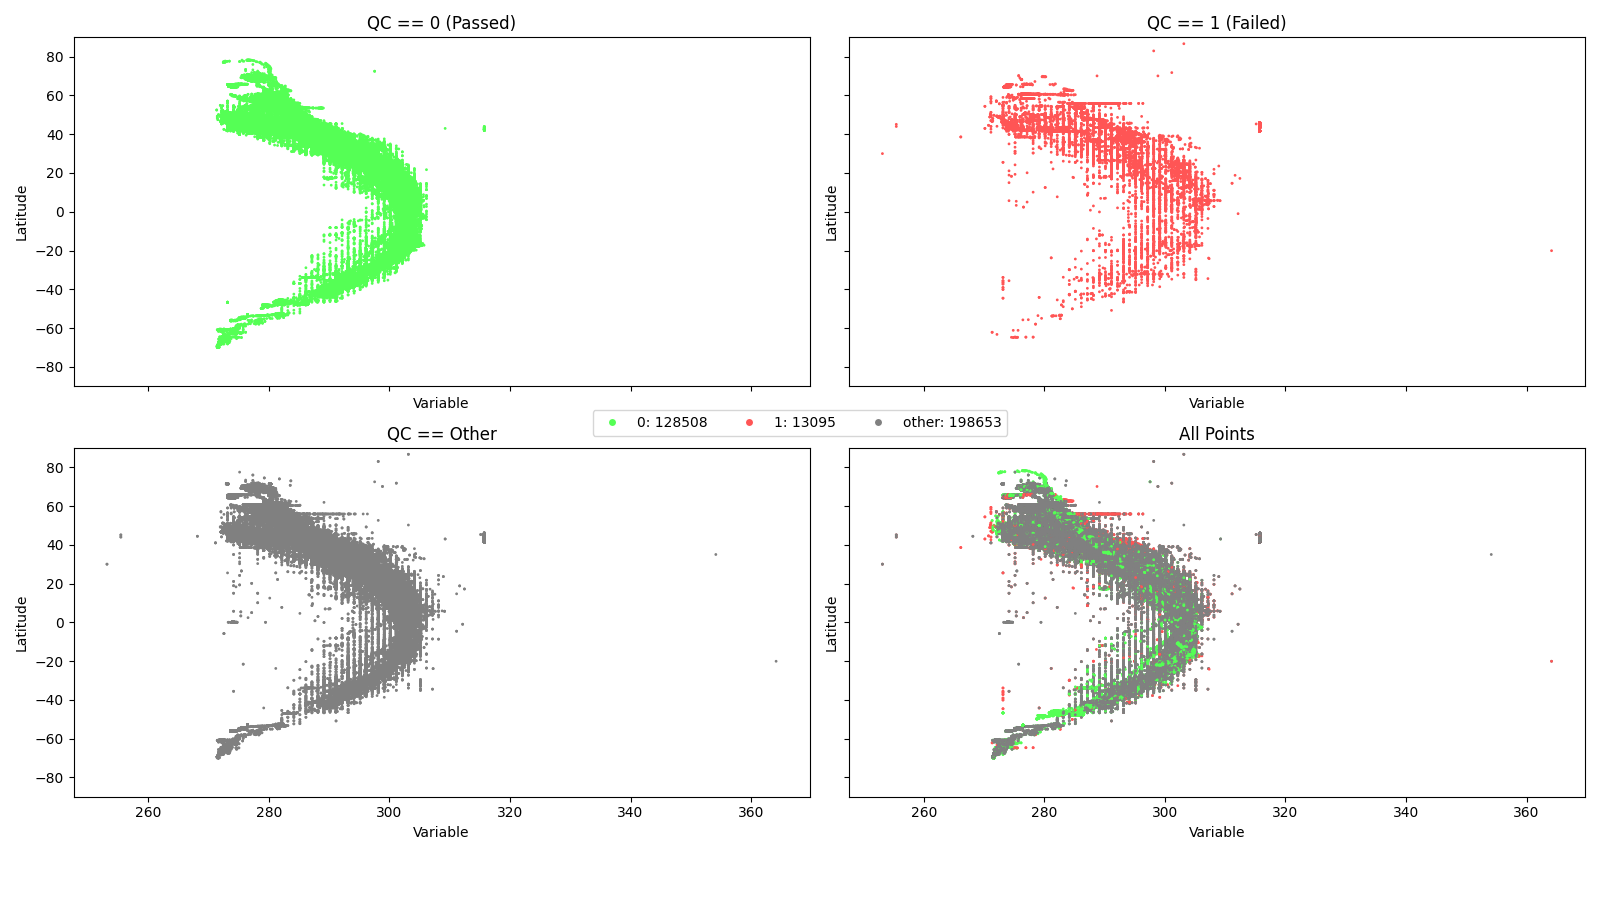 QC == 0 (Passed)
QC == 1 (Failed)
Latitude
80
60
40
20
0
−20
−40
−60
−80
Variable
Latitude
Variable
0: 128508
1: 13095
other: 198653
QC == Other
All Points
Latitude
80
60
40
20
0
−20
−40
−60
−80
260
280
300
320
340
360
Variable
Latitude
260
280
300
320
340
360
Variable